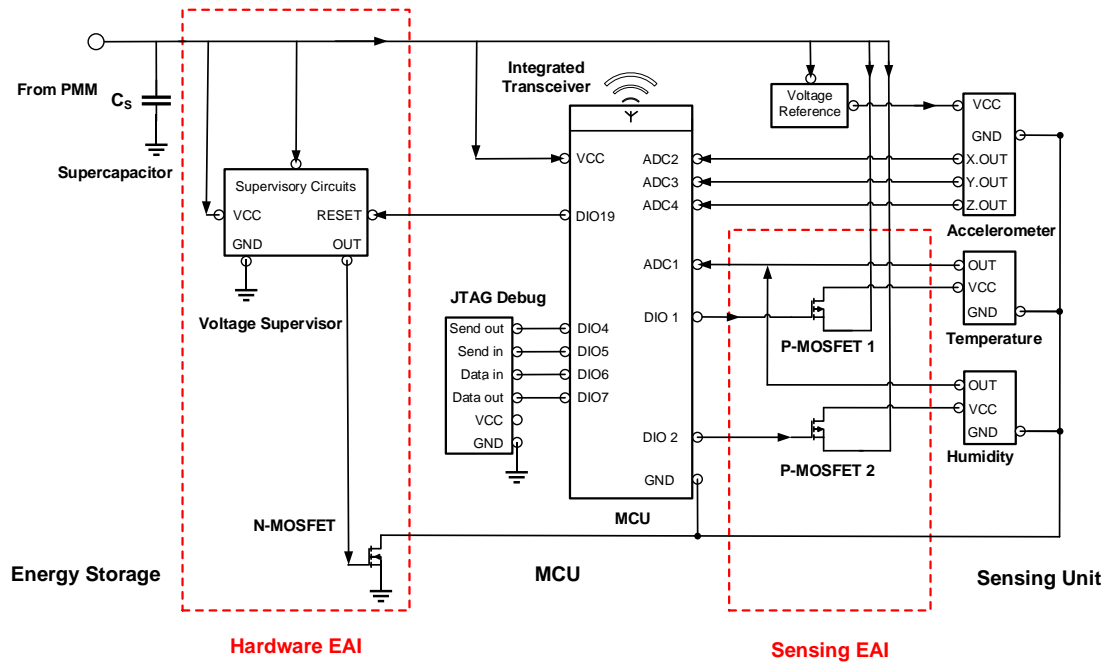 From PMM
C_S
Supercapacitor
Supervisory Circuits
VCC
RESET
GND
OUT
Voltage Supervisor
N-MOSFET
Energy Storage
Hardware EAI
Integrated
Transceiver
VCC
DIO19
DIO4
DIO5
DIO6
DIO7
ADC2
ADC3
ADC4
ADC1
DIO 1
DIO 2
GND
MCU
MCU
JTAG Debug
Send out
Send in
Data in
Data out
VCC
GND
Voltage
Reference
VCC
GND
X.OUT
Y.OUT
Z.OUT
Accelerometer
OUT
VCC
GND
Temperature
P-MOSFET 1
OUT
VCC
GND
Humidity
P-MOSFET 2
Sensing Unit
Sensing EAI